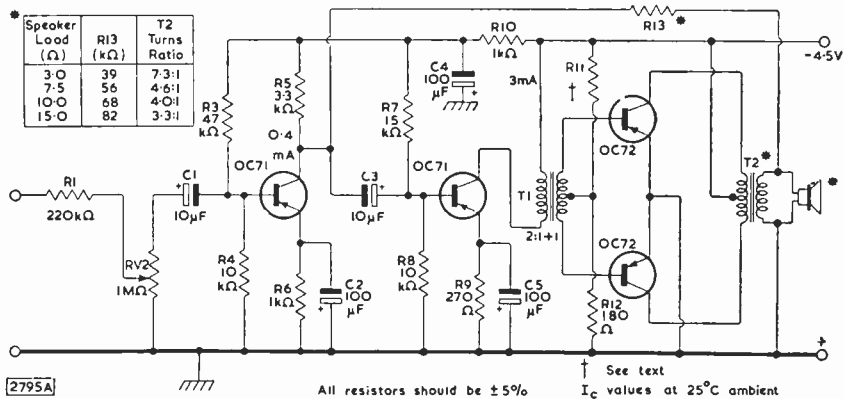 *
Speaker Load (Ω) R13 (kΩ) T2 Turns Ratio
3·0 39 7·3:1
7·5 56 4·6:1
10·0 68 4·0:1
15·0 82 3·3:1
R13 *
R10
1kΩ
-4·5V
C4
100
μF
+
R3
47
kΩ
R5
3·3
kΩ
R7
15
kΩ
3mA
R11
†
0·4
mA
OC71
C3
+
10μF
OC71
OC72
T2 *
*
R1
220kΩ
C1
+
10μF
T1
2:1+1
OC72
RV2
1MΩ
R4
10
kΩ
R6
1kΩ
C2
100
μF
+
R8
10
kΩ
R9
270
Ω
C5
100
μF
+
R12
180
Ω
+
2795A
All resistors should be ±5%
† See text
Ic values at 25°C ambient